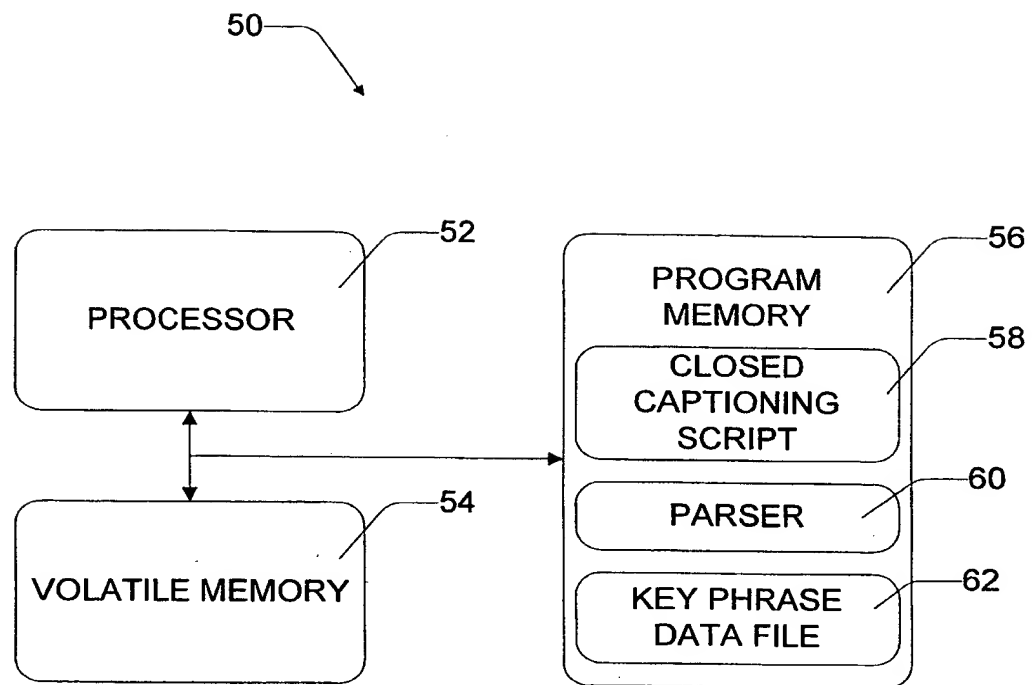 50
52
PROCESSOR
54
VOLATILE MEMORY
56
PROGRAM
MEMORY
58
CLOSED
CAPTIONING
SCRIPT
60
PARSER
62
KEY PHRASE
DATA FILE